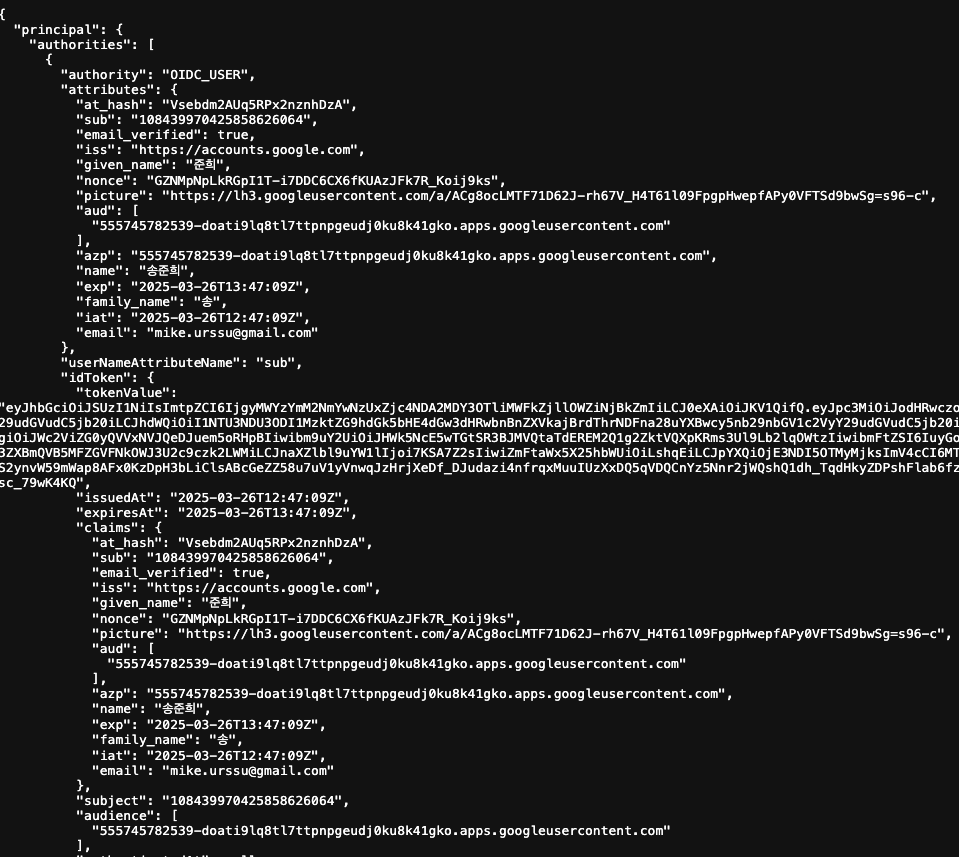 {
"principal": {
"authorities": [
{
"authority": "OIDC_USER",
"attributes": {
"at_hash": "Vsebdm2AUq5RPx2nznhDzA",
"sub": "108439970425858626064",
"email_verified": true,
"iss": "https://accounts.google.com",
"given_name": "준희",
"nonce": "GZNMpNpLkRGpI1T-i7DDC6CX6fKUAzJFk7R_Koij9ks",
"picture": "https://lh3.googleusercontent.com/a/ACg8ocLMTF71D62J-rh67V_H4T61l09FpgpHwepfAPy0VFTSd9bwSg=s96-c",
"aud": [
"555745782539-doati9lq8tl7ttpnpgeudj0ku8k41gko.apps.googleusercontent.com"
],
"azp": "555745782539-doati9lq8tl7ttpnpgeudj0ku8k41gko.apps.googleusercontent.com",
"name": "송준희",
"exp": "2025-03-26T13:47:09Z",
"family_name": "송",
"iat": "2025-03-26T12:47:09Z",
"email": "mike.urssu@gmail.com"
},
"userNameAttributeName": "sub",
"idToken": {
"tokenValue":
"issuedAt": "2025-03-26T12:47:09Z",
"expiresAt": "2025-03-26T13:47:09Z",
"claims": {
"at_hash": "Vsebdm2AUq5RPx2nznhDzA",
"sub": "108439970425858626064",
"email_verified": true,
"iss": "https://accounts.google.com",
"given_name": "준희",
"nonce": "GZNMpNpLkRGpI1T-i7DDC6CX6fKUAzJFk7R_Koij9ks",
"picture": "https://lh3.googleusercontent.com/a/ACg8ocLMTF71D62J-rh67V_H4T61l09FpgpHwepfAPy0VFTSd9bwSg=s96-c",
"aud": [
"555745782539-doati9lq8tl7ttpnpgeudj0ku8k41gko.apps.googleusercontent.com"
],
"azp": "555745782539-doati9lq8tl7ttpnpgeudj0ku8k41gko.apps.googleusercontent.com",
"name": "송준희",
"exp": "2025-03-26T13:47:09Z",
"family_name": "송",
"iat": "2025-03-26T12:47:09Z",
"email": "mike.urssu@gmail.com"
},
"subject": "108439970425858626064",
"audience": [
"555745782539-doati9lq8tl7ttpnpgeudj0ku8k41gko.apps.googleusercontent.com"
],